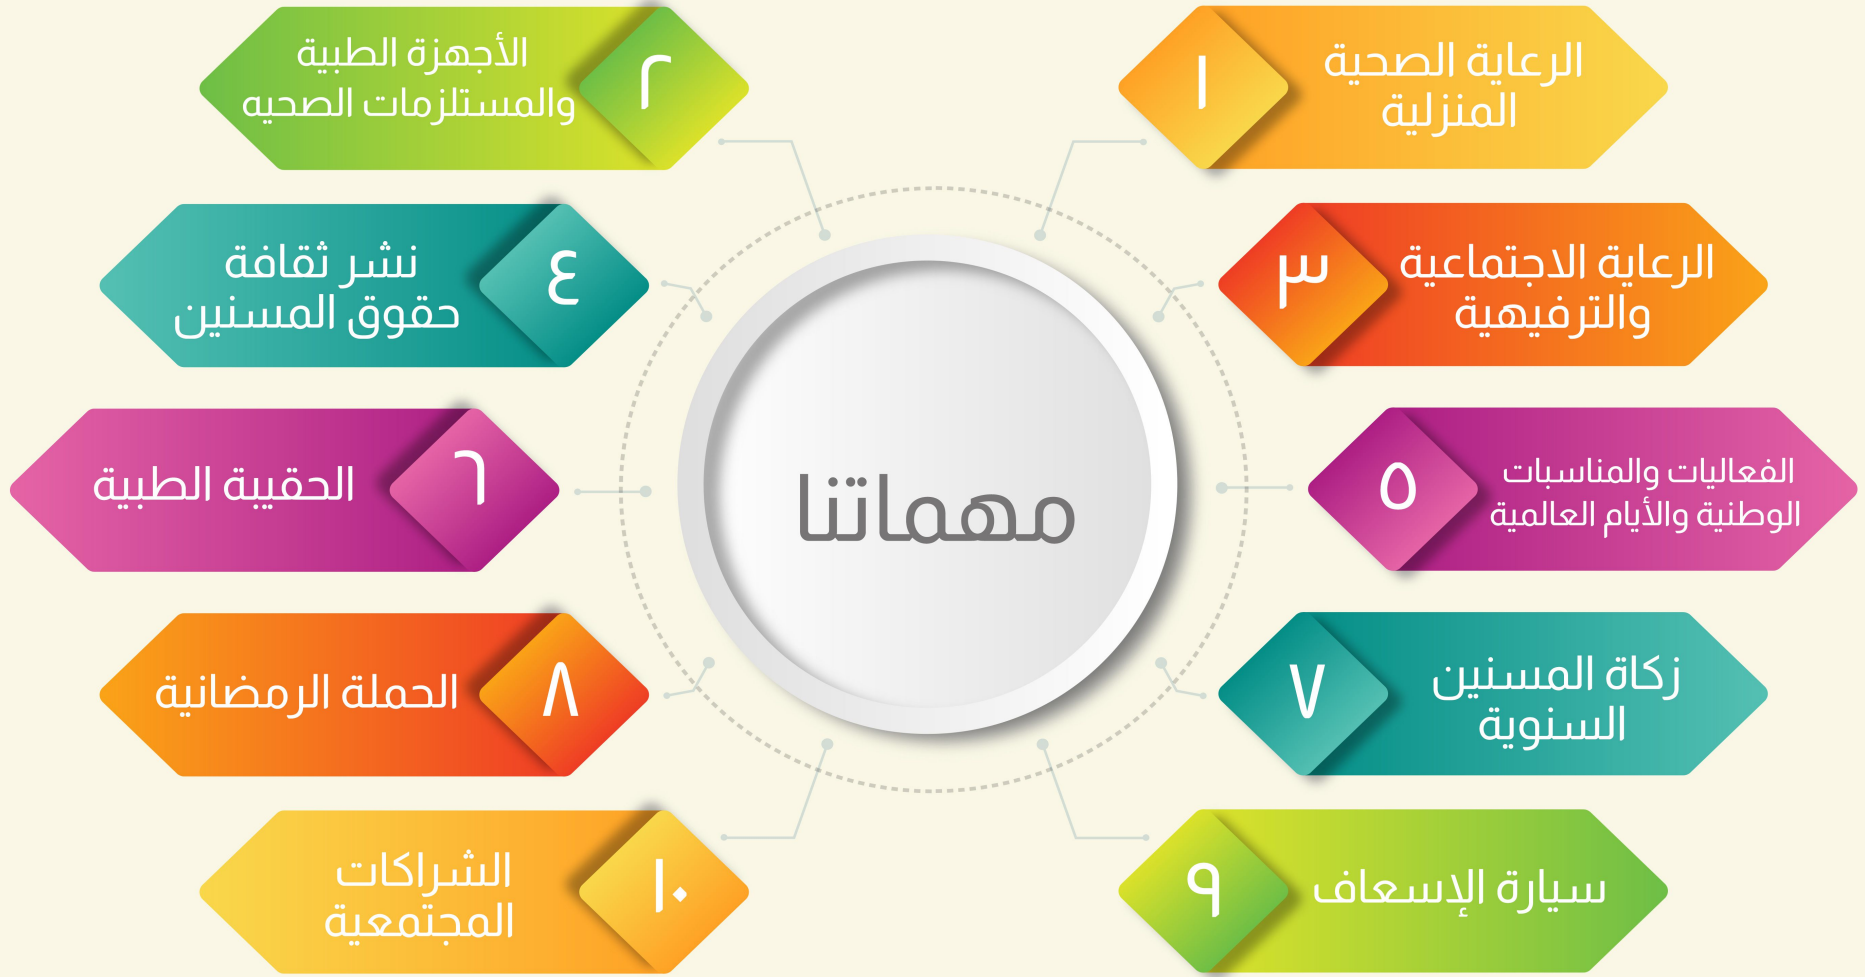 مهماتنا
١
الرعاية الصحية
المنزلية
٢
الأجهزة الطبية
والمستلزمات الصحيه
٣
الرعاية الاجتماعية
والترفيهية
٤
نشر ثقافة
حقوق المسنين
٥
الفعاليات والمناسبات
الوطنية والأيام العالمية
٦
الحقيبة الطبية
٧
زكاة المسنين
السنوية
٨
الحملة الرمضانية
٩
سيارة الإسعاف
١٠
الشراكات
المجتمعية